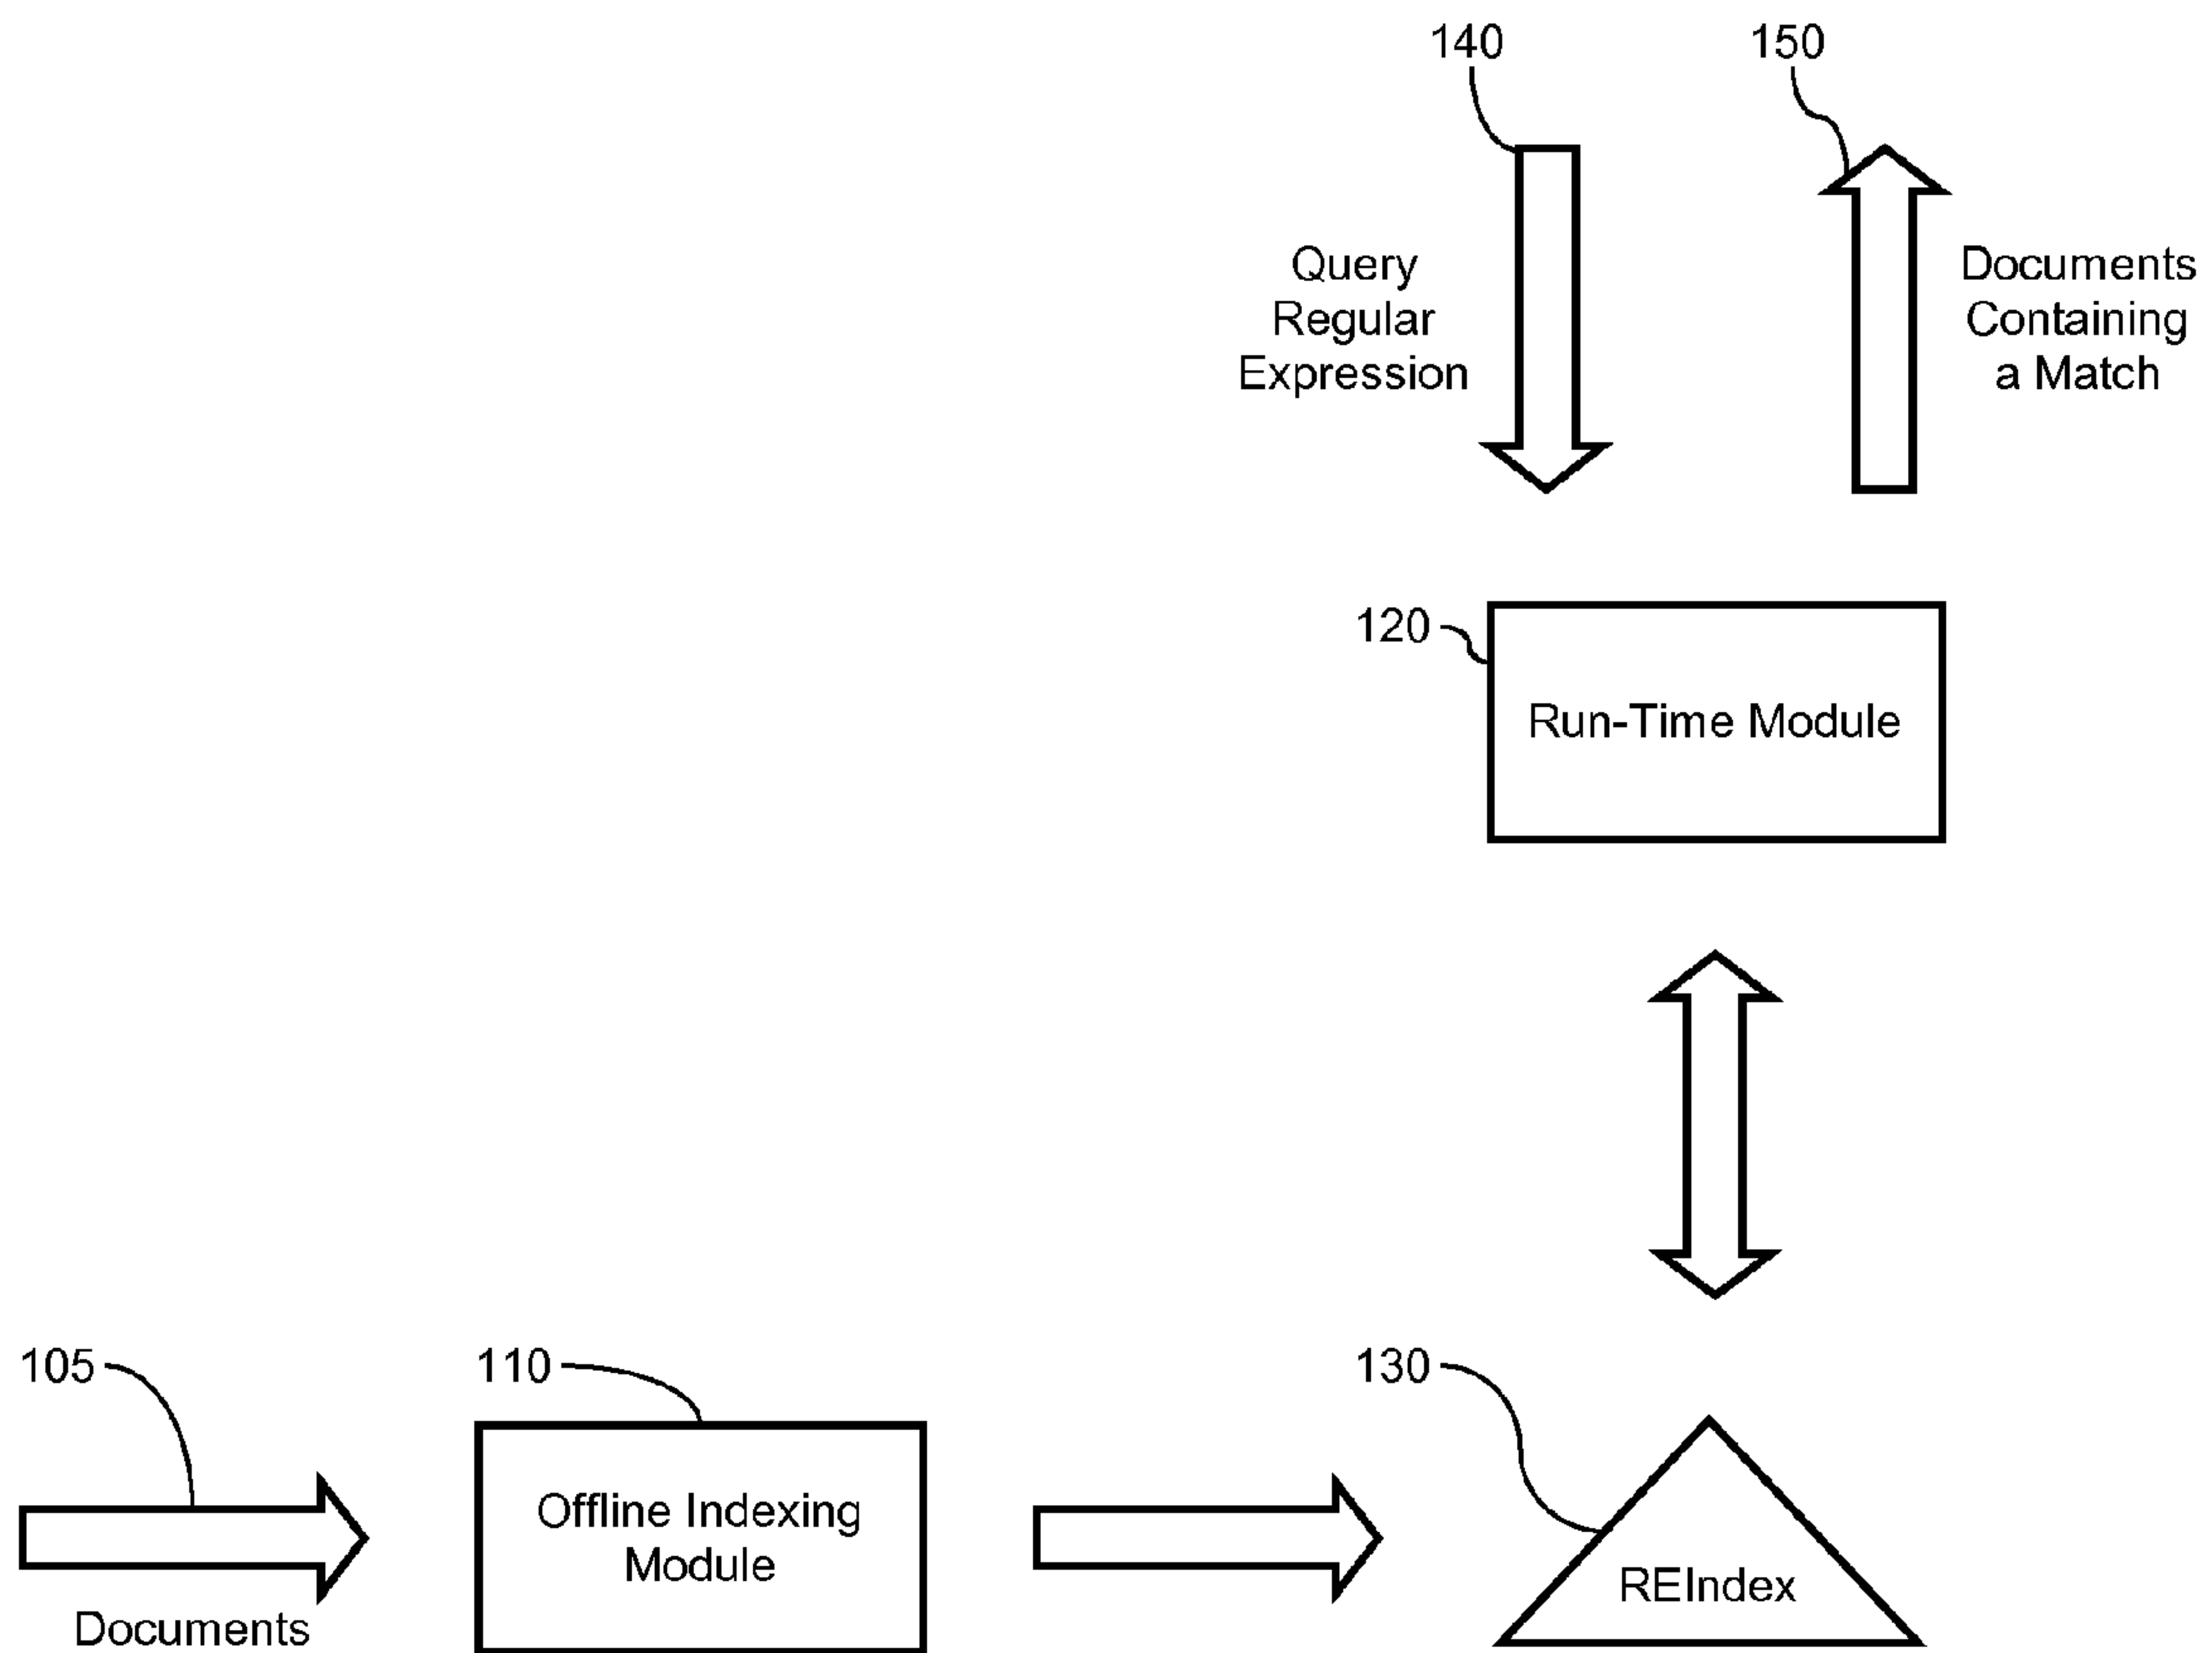 140
150
Query
Regular
Expression
Documents
Containing
a Match
120
Run-Time Module
105
110
130
Offline Indexing
Module
REIndex
Documents